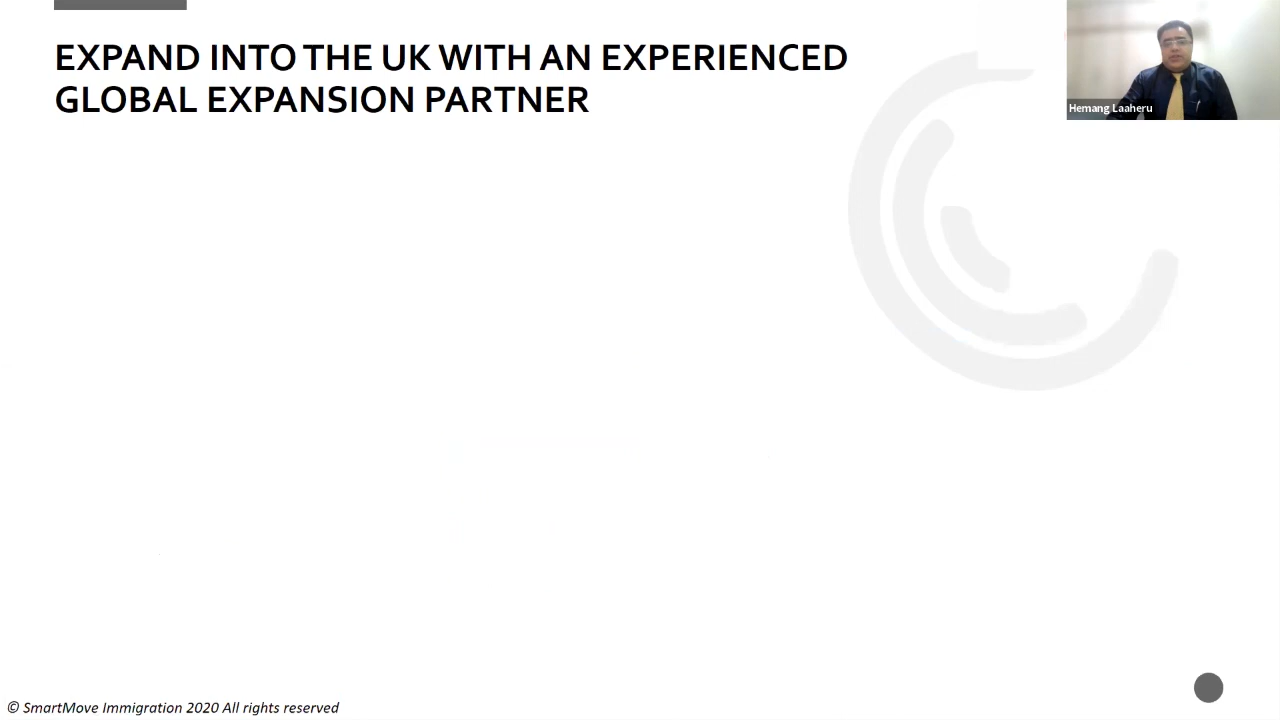 EXPAND INTO THE UK WITH AN EXPERIENCED
GLOBAL EXPANSION PARTNER
Hemang Laaheru
© SmartMove Immigration 2020 All rights reserved